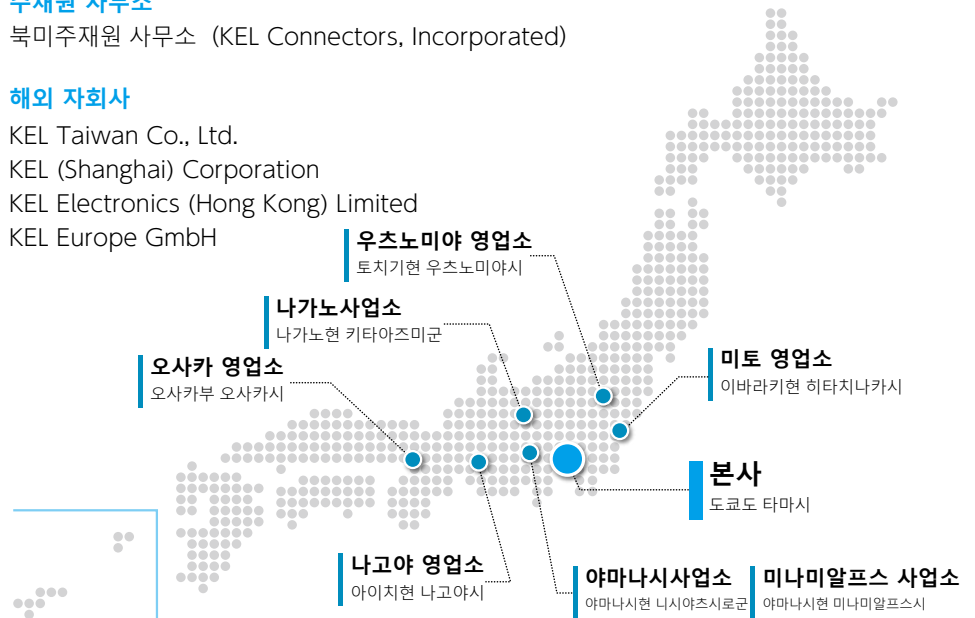 주재원 사무소
북미주재원 사무소 (KEL Connectors, Incorporated)
해외 자회사
KEL Taiwan Co., Ltd.
KEL (Shanghai) Corporation
KEL Electronics (Hong Kong) Limited
KEL Europe GmbH
우츠노미야 영업소
토치기현 우츠노미야시
나가노사업소
나가노현 키타아즈미군
오사카 영업소
오사카부 오사카시
미토 영업소
이바라키현 히타치나카시
본사
도쿄도 타마시
나고야 영업소
아이치현 나고야시
야마나시사업소
야마나시현 니시야츠시로군
미나미알프스 사업소
야마나시현 미나미알프스시